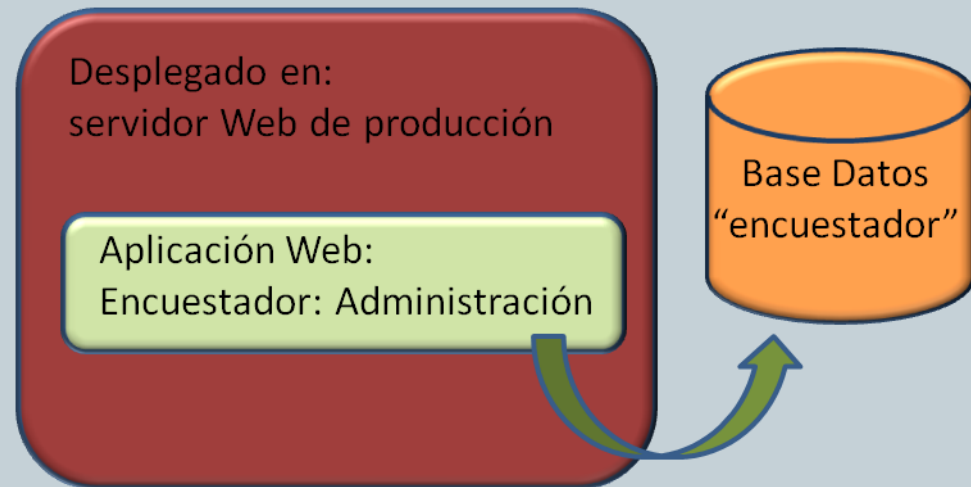 Desplegado en:
servidor Web de producción
Aplicación Web:
Encuestador: Administración
Base Datos
“encuestador”